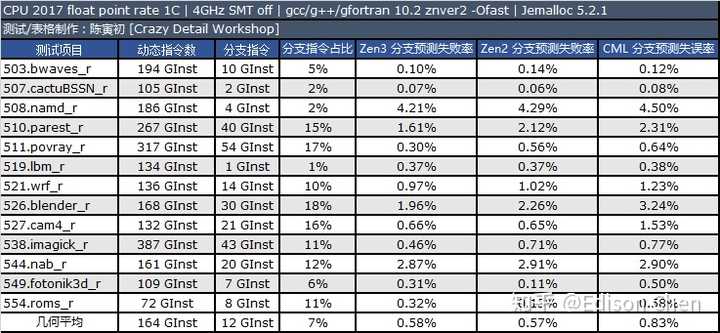 CPU 2017 float point rate 1C | 4GHz SMT off | gcc/g++/gfortran 10.2 znver2 -Ofast | Jemalloc 5.2.1
测试/表格制作：陈寅初 [Crazy Detail Workshop]
测试项目 动态指令数 分支指令 分支指令占比 Zen3 分支预测失败率 Zen2 分支预测失败率 CML 分支预测失误率
503.bwaves_r 194 GInst 10 GInst 5% 0.10% 0.14% 0.12%
507.cactuBSSN_r 105 GInst 2 GInst 2% 0.07% 0.06% 0.08%
508.namd_r 186 GInst 4 GInst 2% 4.21% 4.29% 4.50%
510.parest_r 267 GInst 40 GInst 15% 1.61% 2.12% 2.31%
511.povray_r 317 GInst 54 GInst 17% 0.30% 0.56% 0.64%
519.lbm_r 134 GInst 1 GInst 1% 0.37% 0.37% 0.38%
521.wrf_r 136 GInst 14 GInst 10% 0.97% 1.02% 1.23%
526.blender_r 168 GInst 30 GInst 18% 1.96% 2.26% 3.24%
527.cam4_r 132 GInst 21 GInst 16% 0.66% 0.65% 1.53%
538.imagick_r 387 GInst 43 GInst 11% 0.46% 0.71% 0.77%
544.nab_r 161 GInst 20 GInst 12% 2.87% 2.91% 2.90%
549.fotonik3d_r 109 GInst 7 GInst 6% 0.31% 0.11% 0.50%
554.roms_r 72 GInst 8 GInst 11% 0.32%
几何平均 164 GInst 12 GInst 7% 0.58% 0.57% 0.83%
知乎 @Edison Chen